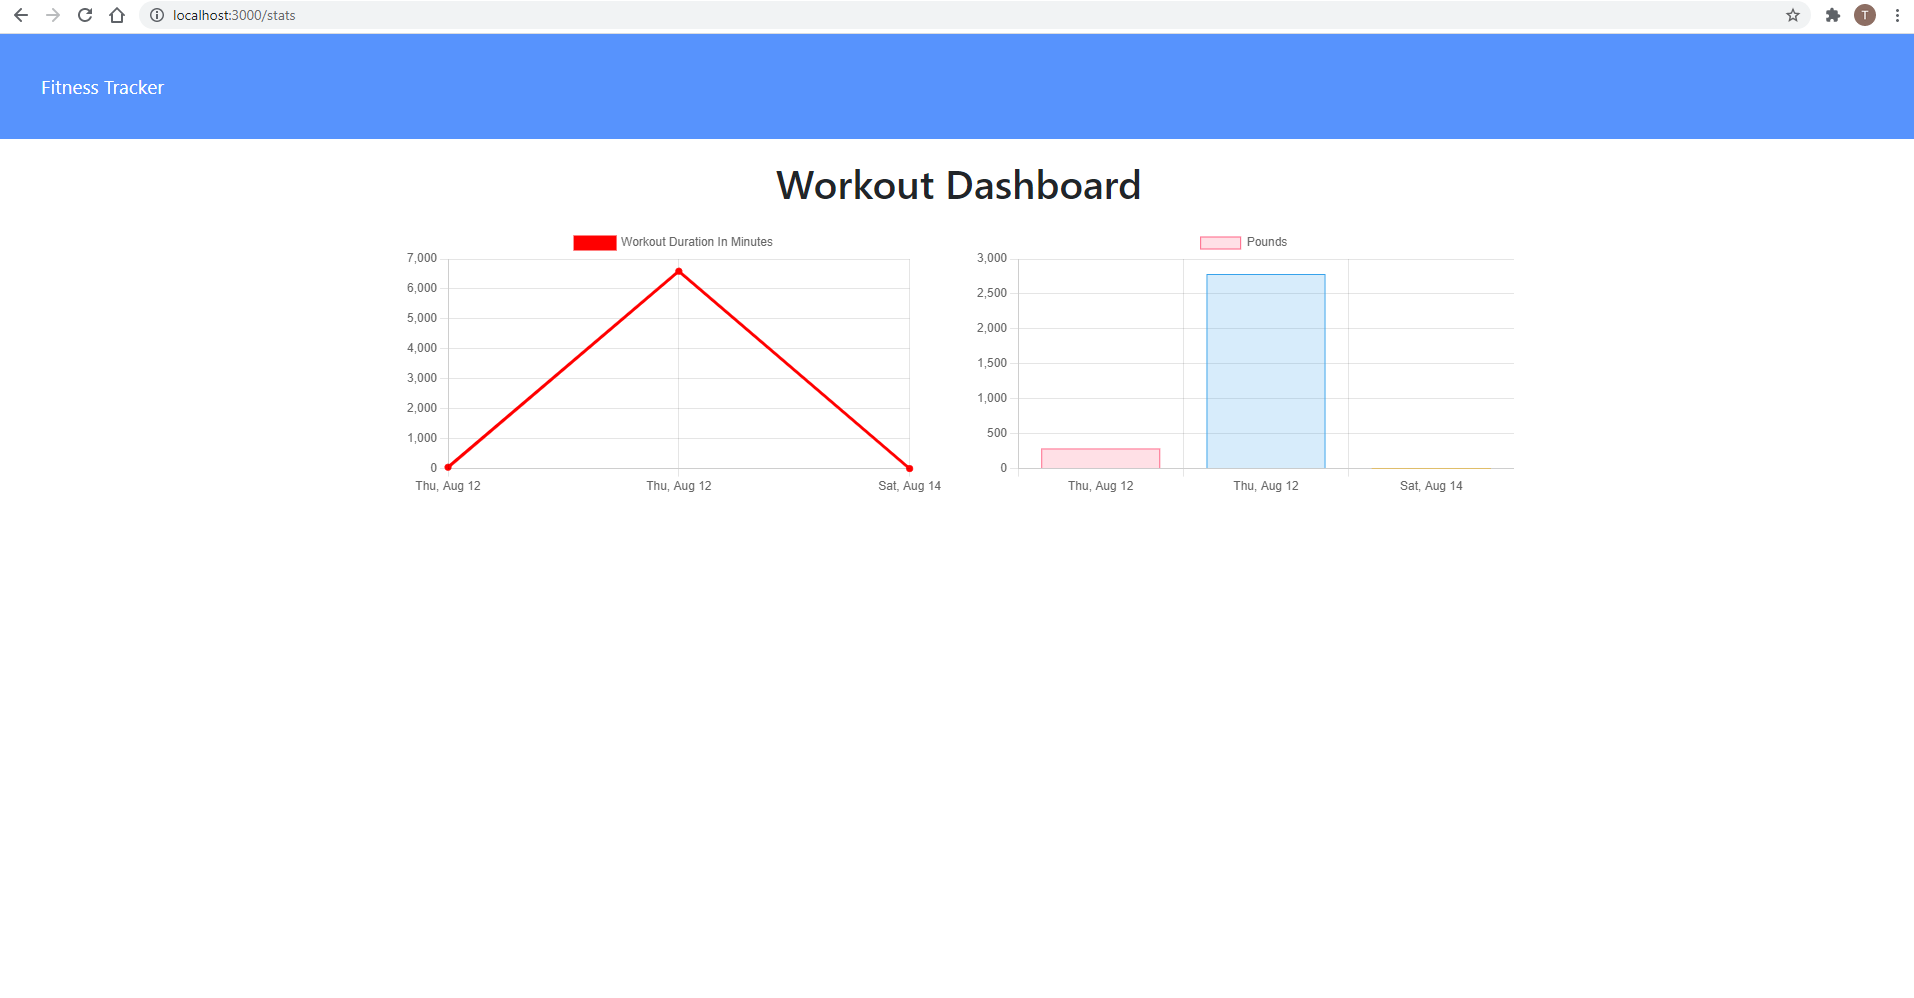 localhost:3000/stats
T
Fitness Tracker
Workout Dashboard
Workout Duration In Minutes
7,000
6,000
5,000
4,000
3,000
2,000
1,000
0
Thu, Aug 12 Thu, Aug 12 Sat, Aug 14
Pounds
3,000
2,500
2,000
1,500
1,000
500
0
Thu, Aug 12 Thu, Aug 12 Sat, Aug 14